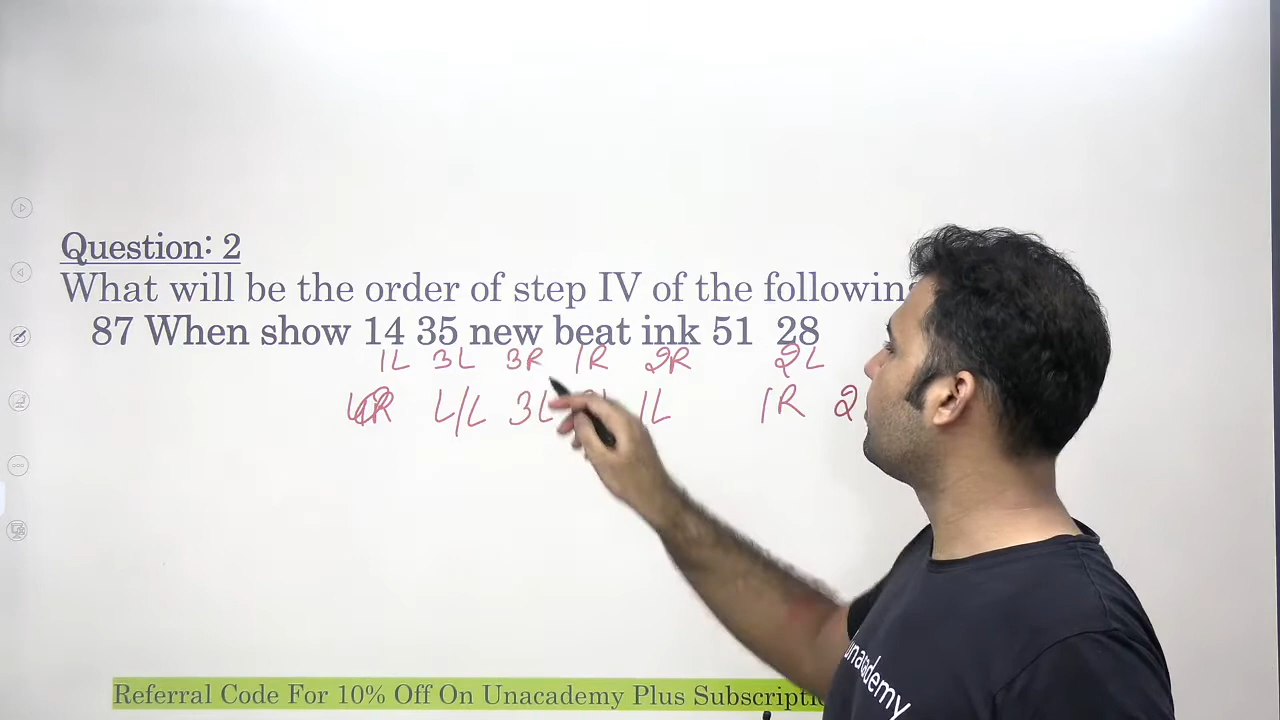 Question: 2
What will be the order of step IV of the following
87 When show 14 35 new beat ink 51 28
1L 3L 3R 1R 2R 2L
L/L 3L 1L 1R 2
Referral Code For 10% Off On Unacademy Plus Subscripti
unacademy